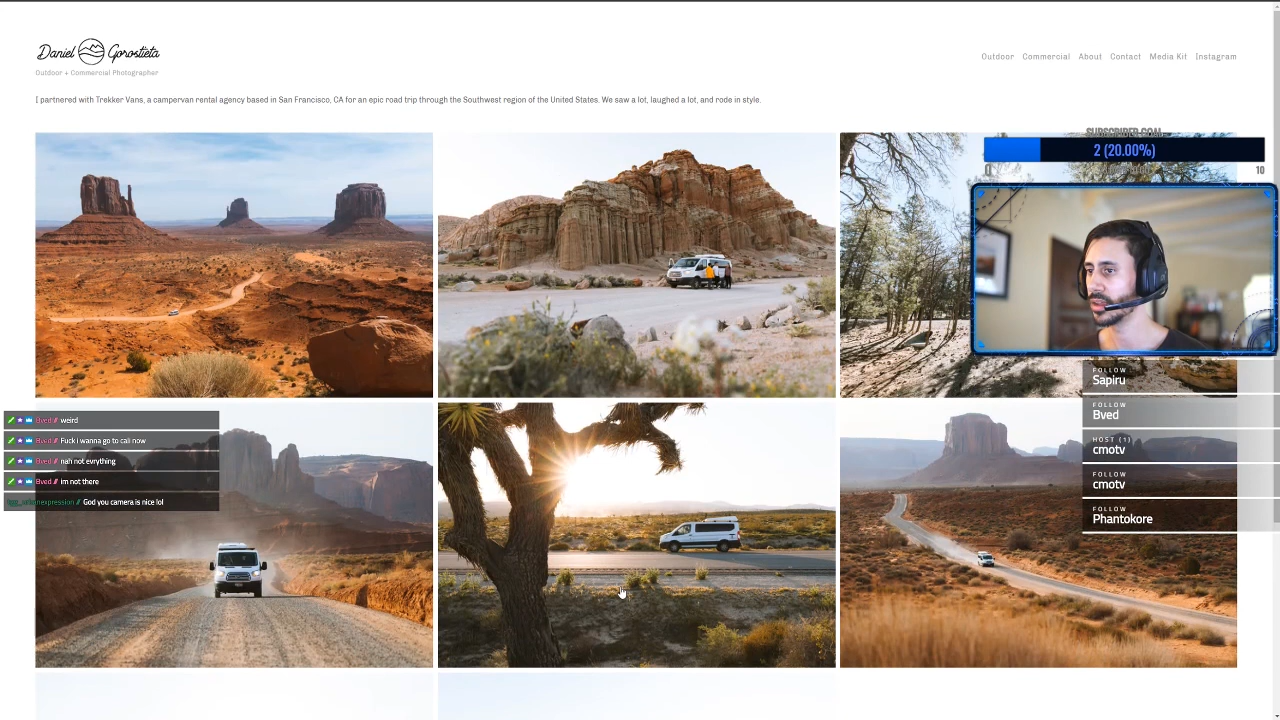 Daniel Gorostieta
Outdoor + Commercial Photographer
Outdoor Commercial About Contact Media Kit Instagram
I partnered with Trekker Vans, a campervan rental agency based in San Francisco, CA for an epic road trip through the Southwest region of the United States. We saw a lot, laughed a lot, and rode in style.
SUBSCRIBER GOAL
2 (20.00%)
0
10
FOLLOW
Sapiru
FOLLOW
Bved
HOST (1)
cmotv
FOLLOW
cmotv
FOLLOW
Phantokore
Bved // weird
Bved // Fuck i wanna go to cali now
Bved // nah not evrything
Bved // im not there
// God you camera is nice lol